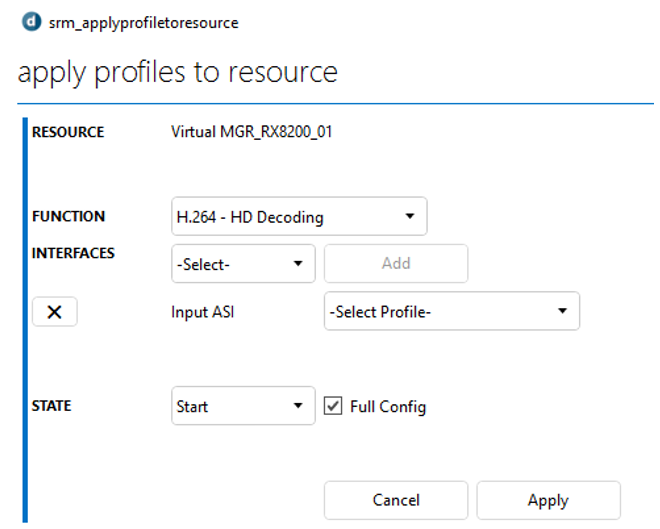 srm_applyprofiletoresource
apply profiles to resource
RESOURCE Virtual MGR_RX8200_01
FUNCTION H.264 - HD Decoding
INTERFACES -Select- Add
Input ASI -Select Profile-
STATE Start Full Config
Cancel Apply